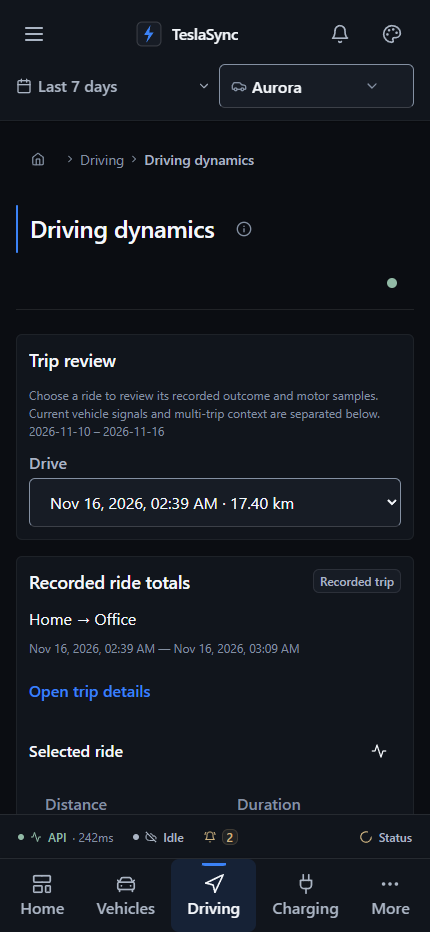 TeslaSync
Last 7 days
Aurora
Driving
Driving dynamics
Driving dynamics
Trip review
Choose a ride to review its recorded outcome and motor samples.
Current vehicle signals and multi-trip context are separated below.
2026-11-10 – 2026-11-16
Drive
Nov 16, 2026, 02:39 AM · 17.40 km
Recorded ride totals
Recorded trip
Home → Office
Nov 16, 2026, 02:39 AM — Nov 16, 2026, 03:09 AM
Open trip details
Selected ride
Distance
Duration
API · 242ms
Idle
2
Status
Home
Vehicles
Driving
Charging
More